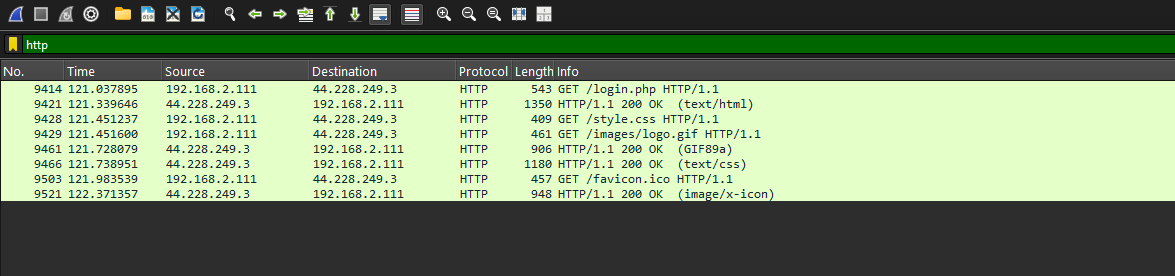 http
No. Time Source Destination Protocol Length Info
9414 121.037895 192.168.2.111 44.228.249.3 HTTP 543 GET /login.php HTTP/1.1
9421 121.339646 44.228.249.3 192.168.2.111 HTTP 1350 HTTP/1.1 200 OK (text/html)
9428 121.451237 192.168.2.111 44.228.249.3 HTTP 409 GET /style.css HTTP/1.1
9429 121.451600 192.168.2.111 44.228.249.3 HTTP 461 GET /images/logo.gif HTTP/1.1
9461 121.728079 44.228.249.3 192.168.2.111 HTTP 906 HTTP/1.1 200 OK (GIF89a)
9466 121.738951 44.228.249.3 192.168.2.111 HTTP 1180 HTTP/1.1 200 OK (text/css)
9503 121.983539 192.168.2.111 44.228.249.3 HTTP 457 GET /favicon.ico HTTP/1.1
9521 122.371357 44.228.249.3 192.168.2.111 HTTP 948 HTTP/1.1 200 OK (image/x-icon)